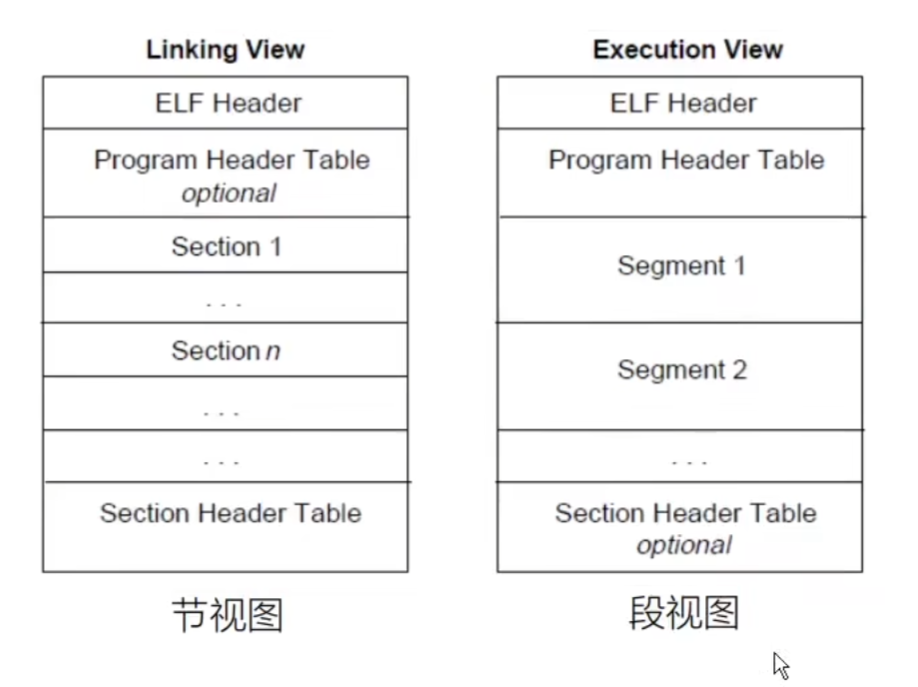 Linking View
ELF Header
Program Header Table
optional
Section 1
. . .
Section n
. . .
. . .
Section Header Table
节视图
Execution View
ELF Header
Program Header Table
Segment 1
Segment 2
. . .
Section Header Table
optional
段视图